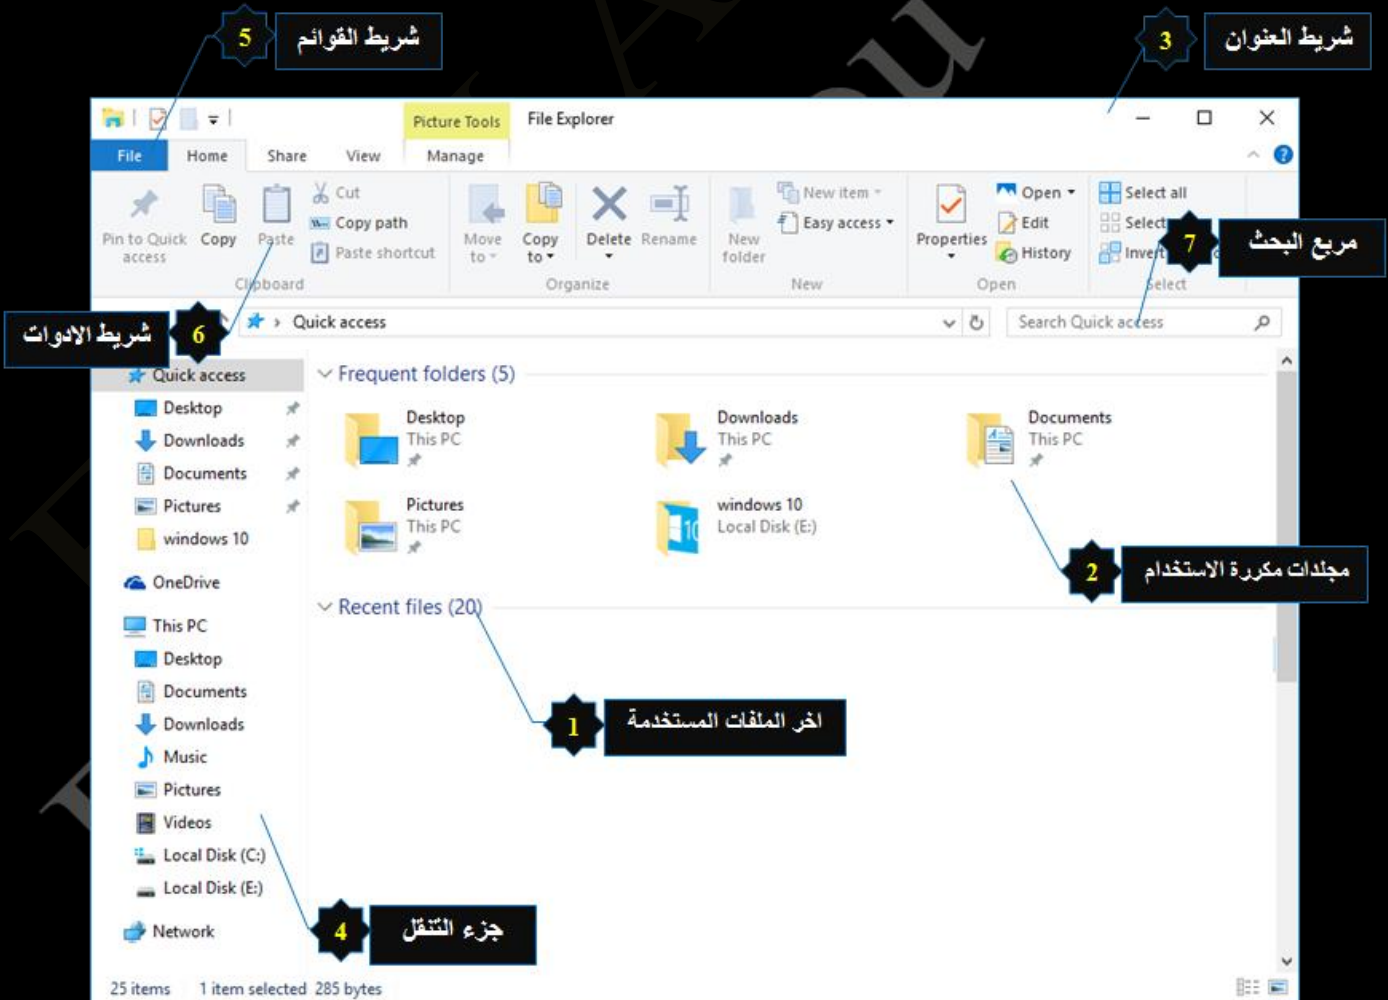 5
شريط القوائم
3
شريط العنوان
Picture Tools
File Explorer
File
Home
Share
View
Manage
Pin to Quick
access
Copy
Paste
Cut
Copy path
Paste shortcut
Clipboard
Move
to
Copy
to
Delete
Rename
Organize
New
folder
New item
Easy access
New
Properties
Open
Edit
History
Open
Select all
Select
Invert
Select
7
مربع البحث
6
شريط الادوات
Quick access
Search Quick access
Quick access
Desktop
Downloads
Documents
Pictures
windows 10
OneDrive
This PC
Desktop
Documents
Downloads
Music
Pictures
Videos
Local Disk (C:)
Local Disk (E:)
Network
Frequent folders (5)
Desktop
This PC
Downloads
This PC
Documents
This PC
Pictures
This PC
windows 10
Local Disk (E:)
2
مجلدات مكررة الاستخدام
Recent files (20)
1
اخر الملفات المستخدمة
4
جزء التنقل
25 items
1 item selected
285 bytes